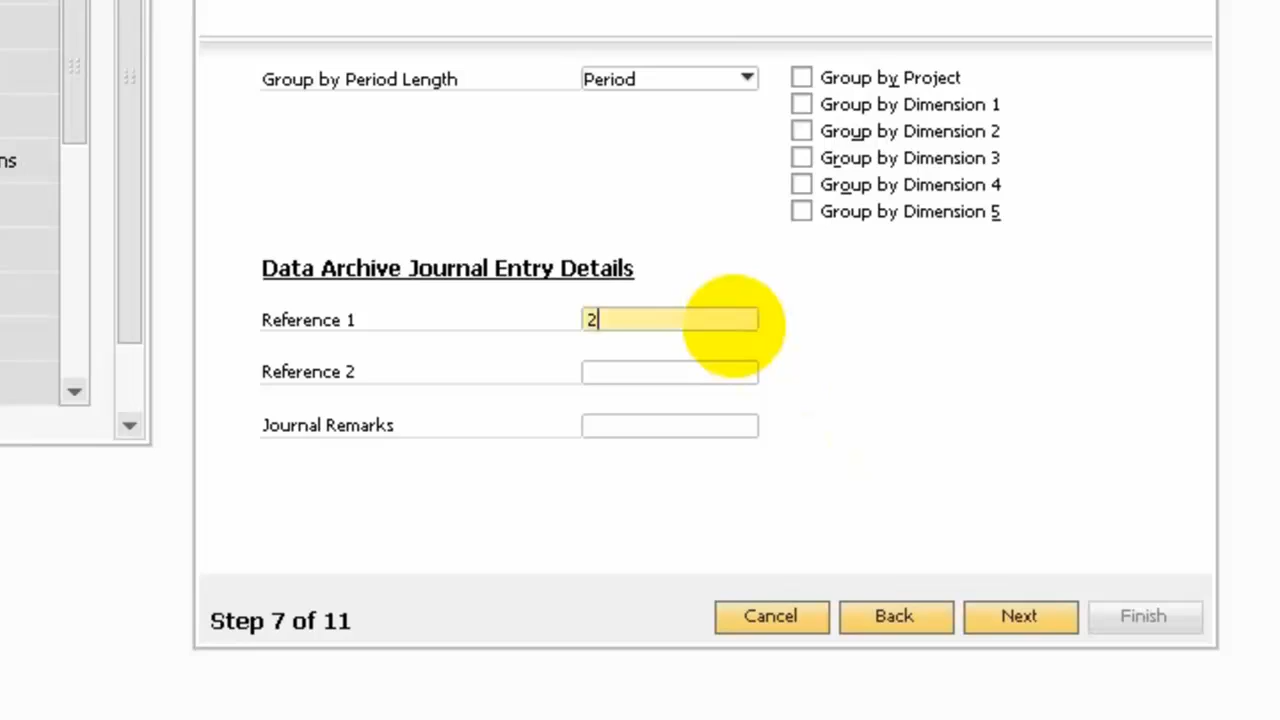 Group by Period Length Period
Group by Project
Group by Dimension 1
Group by Dimension 2
Group by Dimension 3
ns
Group by Dimension 4
Group by Dimension 5
Data Archive Journal Entry Details
Reference 1 2
Reference 2
Journal Remarks
Step 7 of 11 Cancel Back Next Finish